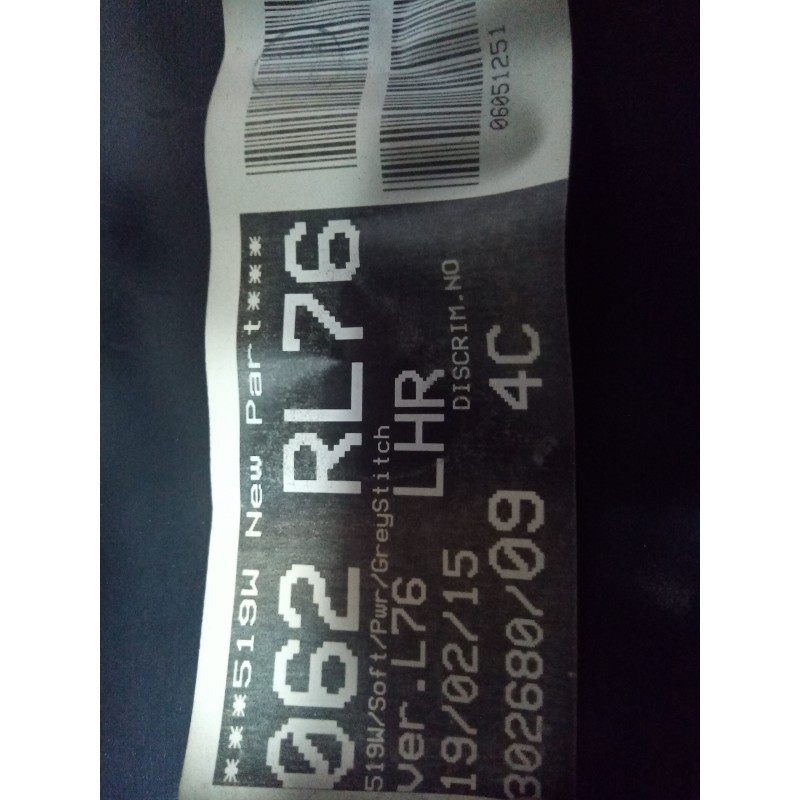 ***519W New Part****
062 RL76
519W/Soft/Pwr/GreyStitch
ver.L76 LHR
19/02/15 DISCRIM.NO
302680/09 4C
06051251